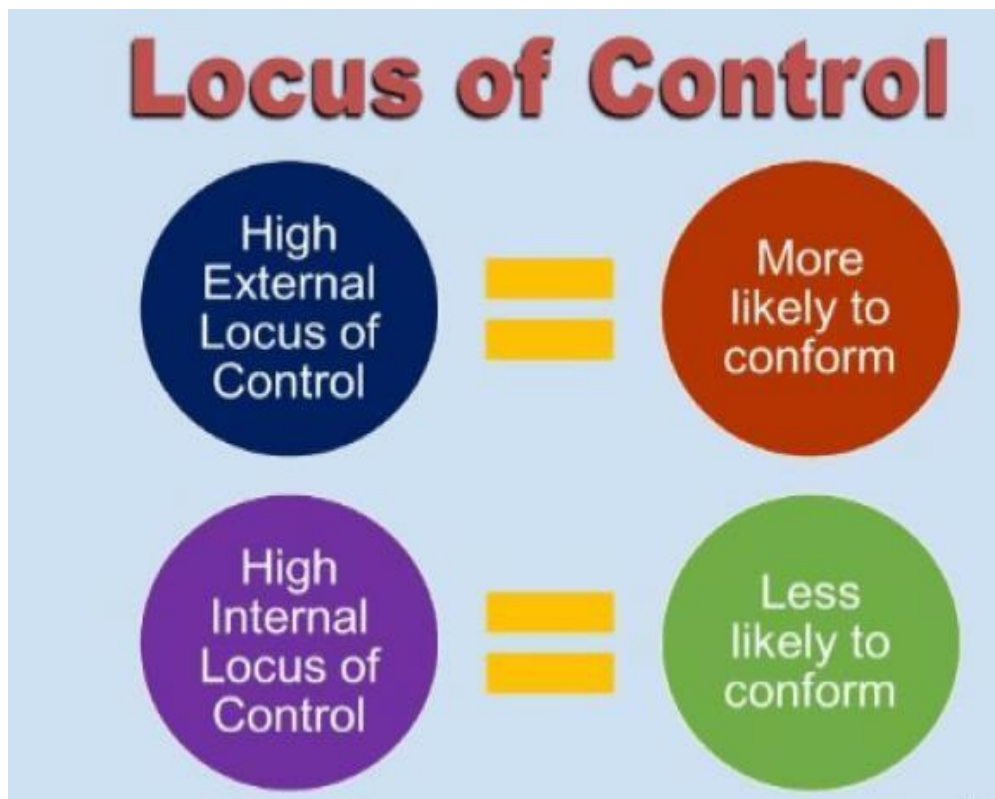 Locus of Control
High
External
Locus of
Control
More
likely to
conform
High
Internal
Locus of
Control
Less
likely to
conform